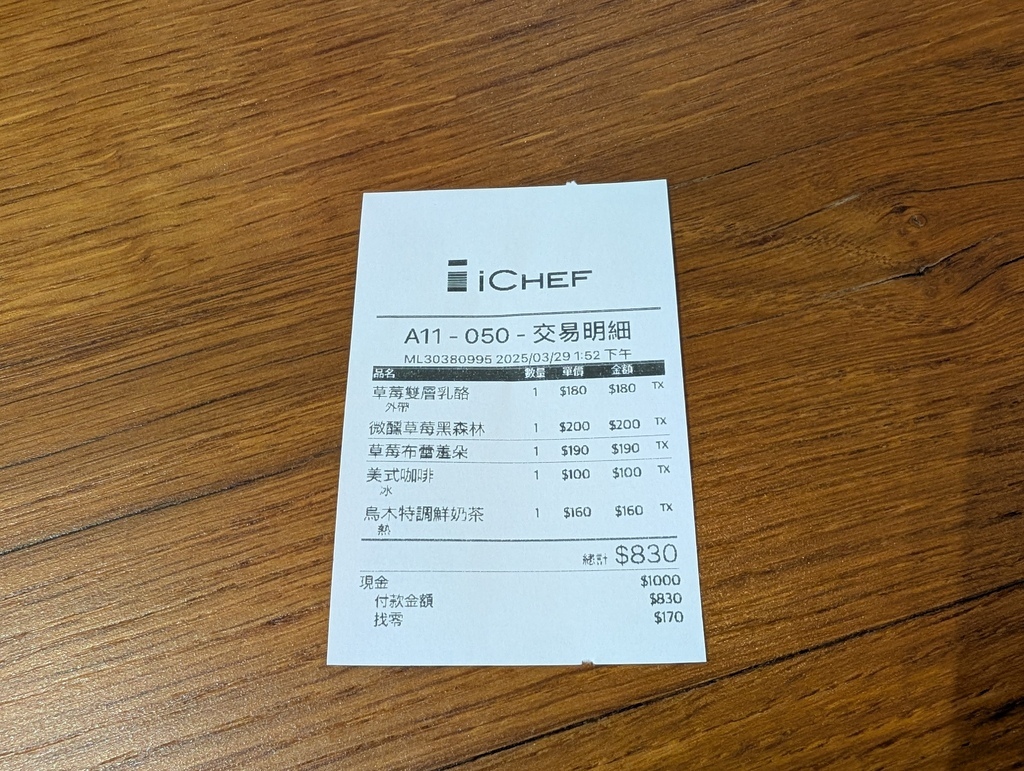 iCHEF
A11 - 050 - 交易明細
ML30380995 2025/03/29 1:52 下午
品名 數量 單價 金額
草莓雙層乳酪 1 $180 $180 TX
外帶
微醺草莓黑森林 1 $200 $200 TX
草莓布蕾羞朵 1 $190 $190 TX
美式咖啡 1 $100 $100 TX
冰
烏木特調鮮奶茶 1 $160 $160 TX
熱
總計 $830
現金 $1000
付款金額 $830
找零 $170